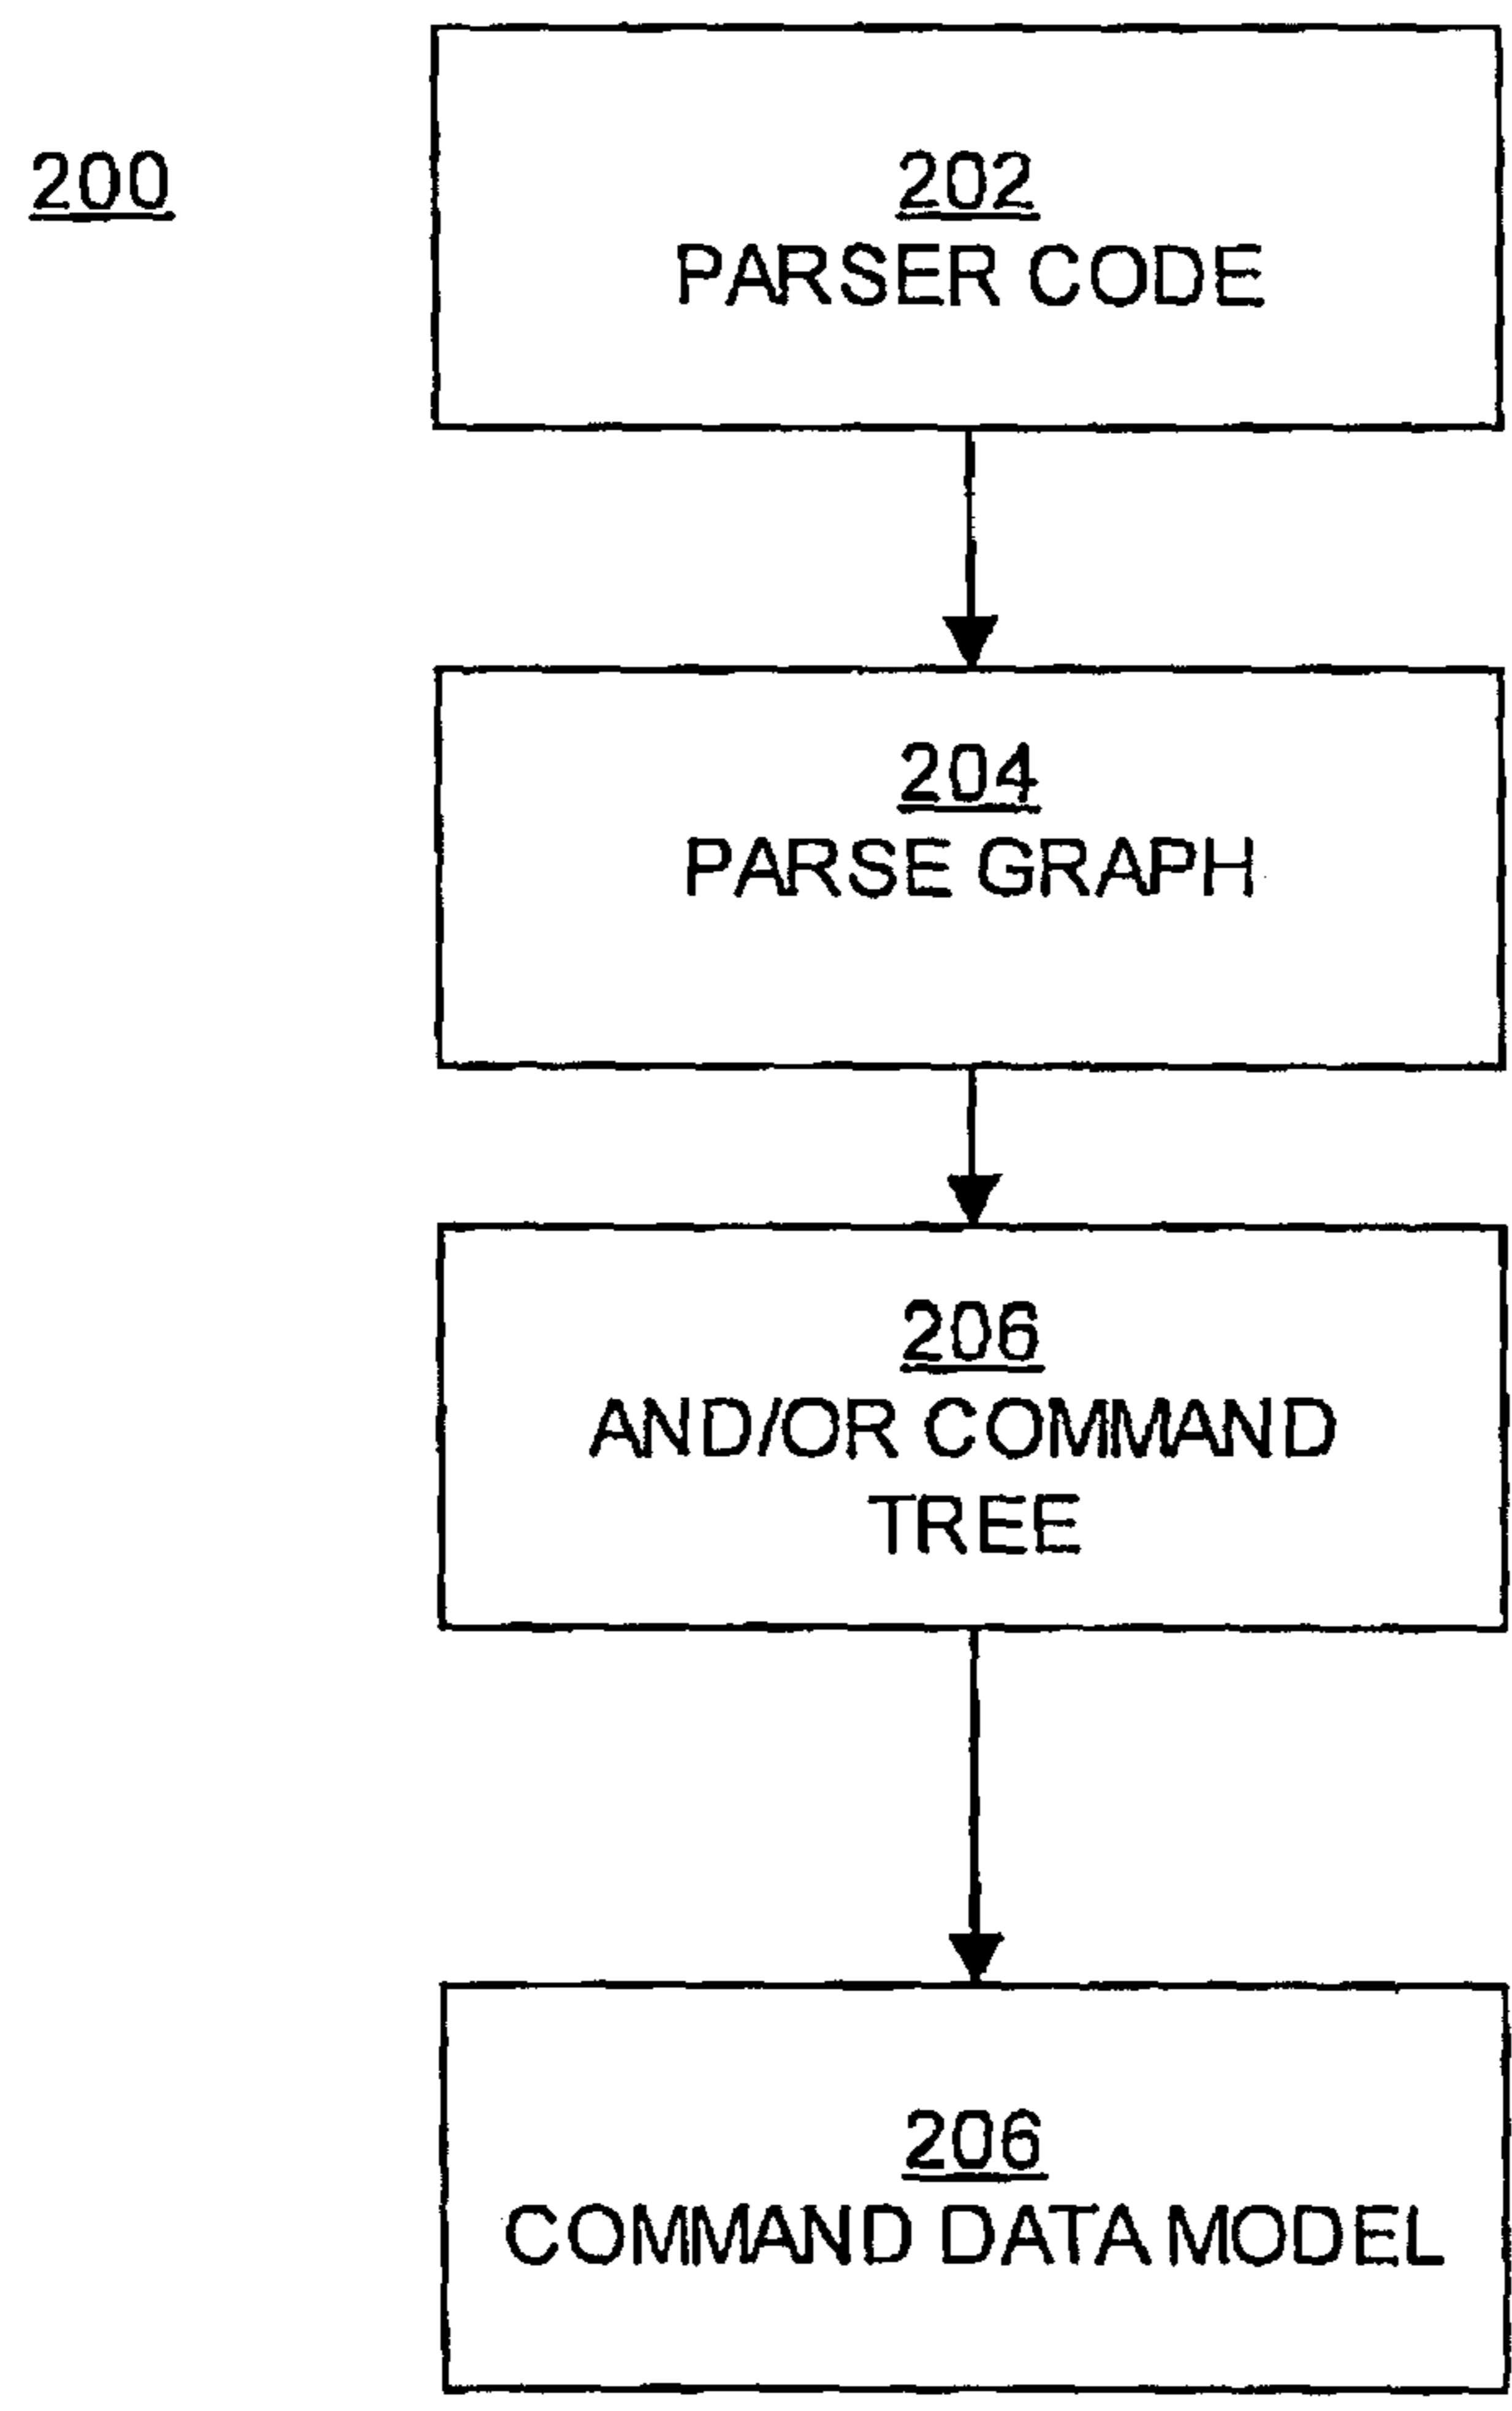 200
202
PARSER CODE
204
PARSE GRAPH
206
AND/OR COMMAND
TREE
206
COMMAND DATA MODEL